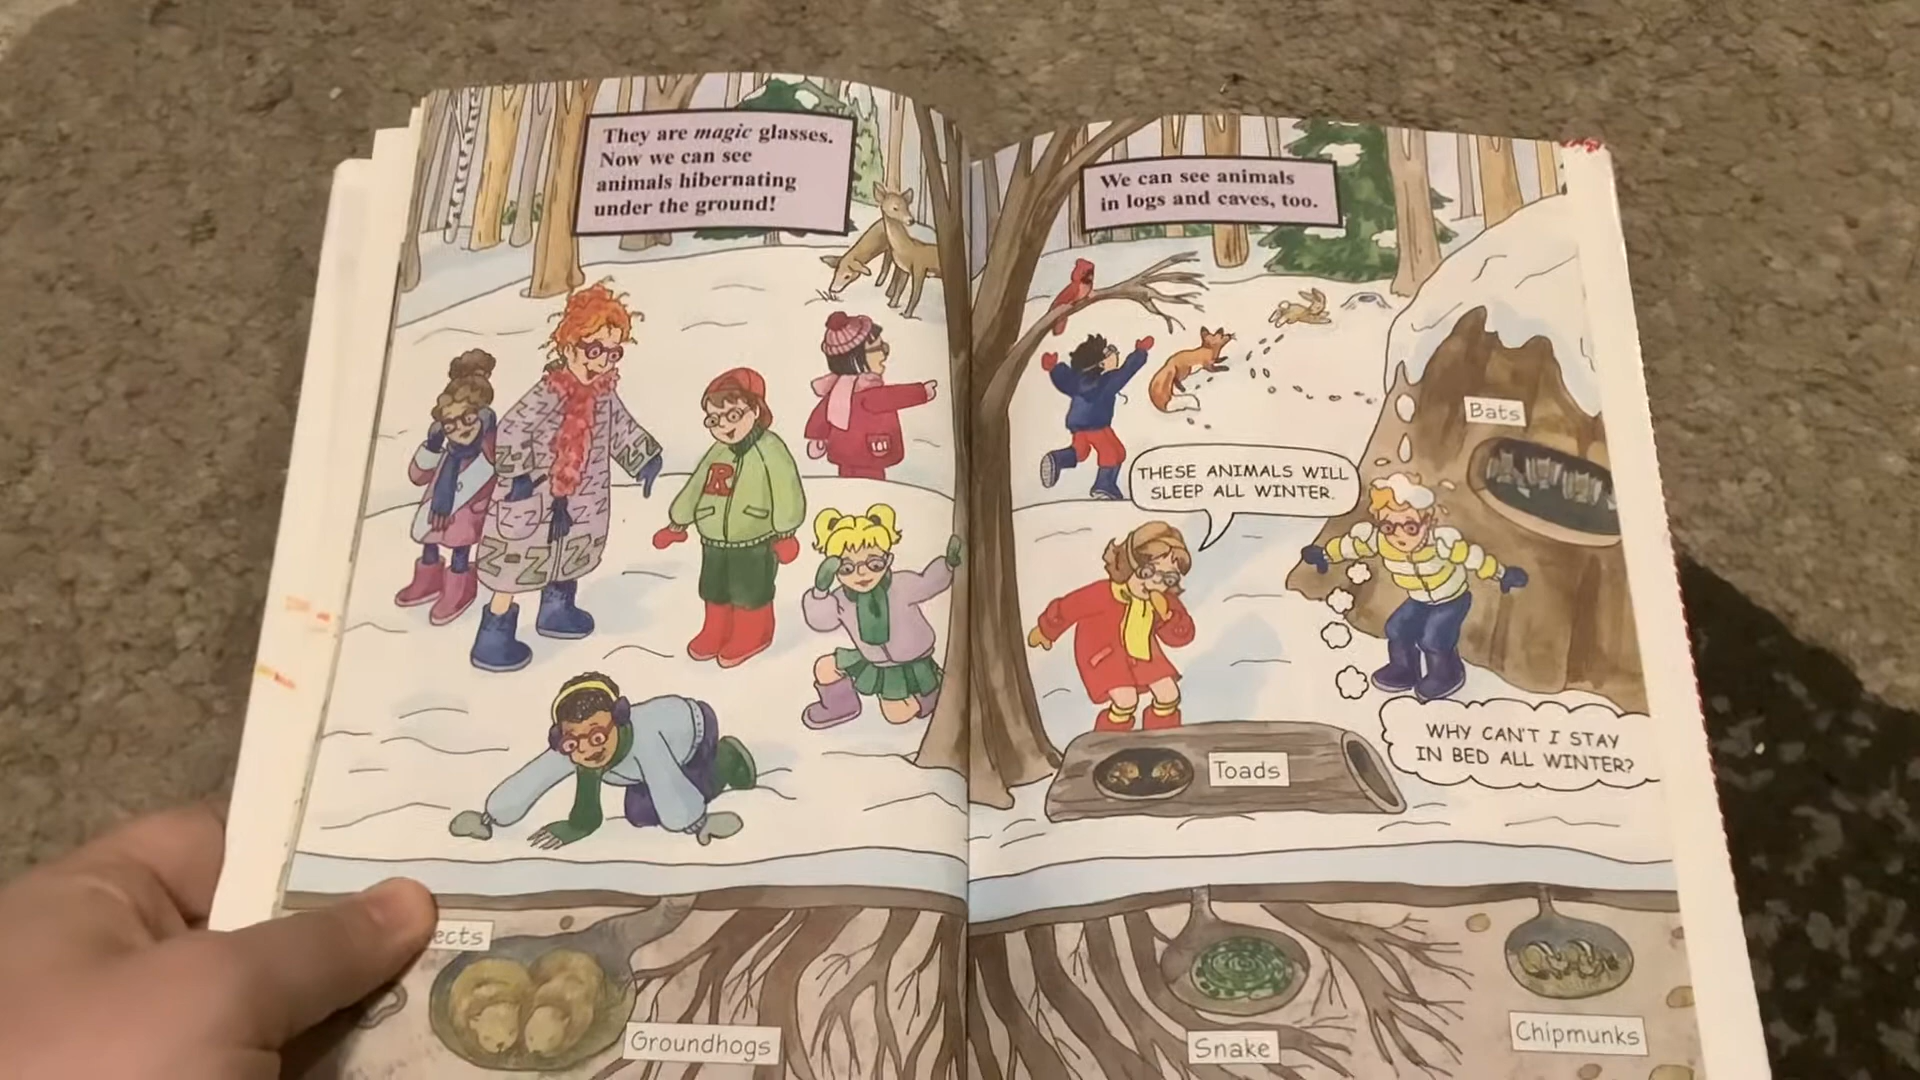 They are magic glasses.
Now we can see
animals hibernating
under the ground!
R
ects
Groundhogs
We can see animals
in logs and caves, too.
Bats
THESE ANIMALS WILL
SLEEP ALL WINTER.
WHY CAN'T I STAY
IN BED ALL WINTER?
Toads
Snake
Chipmunks